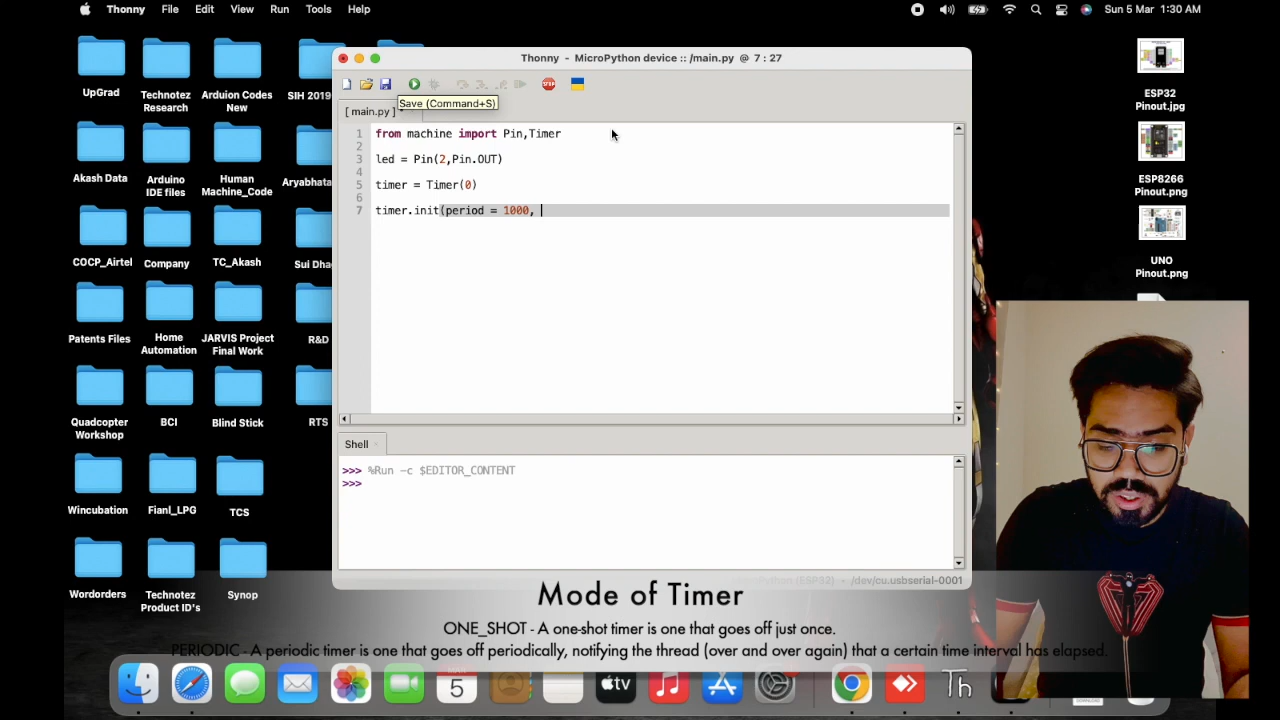 Thonny File Edit View Run Tools Help
Sun 5 Mar 1:30 AM
UpGrad
Technotez
Research
Arduion Codes
New
SIH 2019
Akash Data
Arduino
IDE files
Human
Machine_Code
Aryabhata
COCP_Airtel
Company
TC_Akash
Sui Dha
Patents Files
Home
Automation
JARVIS Project
Final Work
R&D
Quadcopter
Workshop
BCI
Blind Stick
RTS
Wincubation
Fianl_LPG
TCS
Wordorders
Technotez
Product ID's
Synop
ESP32
Pinout.jpg
ESP8266
Pinout.png
UNO
Pinout.png
Thonny - MicroPython device :: /main.py @ 7 : 27
STOP
Save (Command+S)
[ main.py ]
1 from machine import Pin,Timer
2
3 led = Pin(2,Pin.OUT)
4
5 timer = Timer(0)
6
7 timer.init(period = 1000,
Shell
>>> %Run -c $EDITOR_CONTENT
>>>
Python (ESP32) - /dev/cu.usbserial-0001
Mode of Timer
ONE_SHOT - A one-shot timer is one that goes off just once.
PERIODIC - A periodic timer is one that goes off periodically, notifying the thread (over and over again) that a certain time interval has elapsed.
5
tv
Th